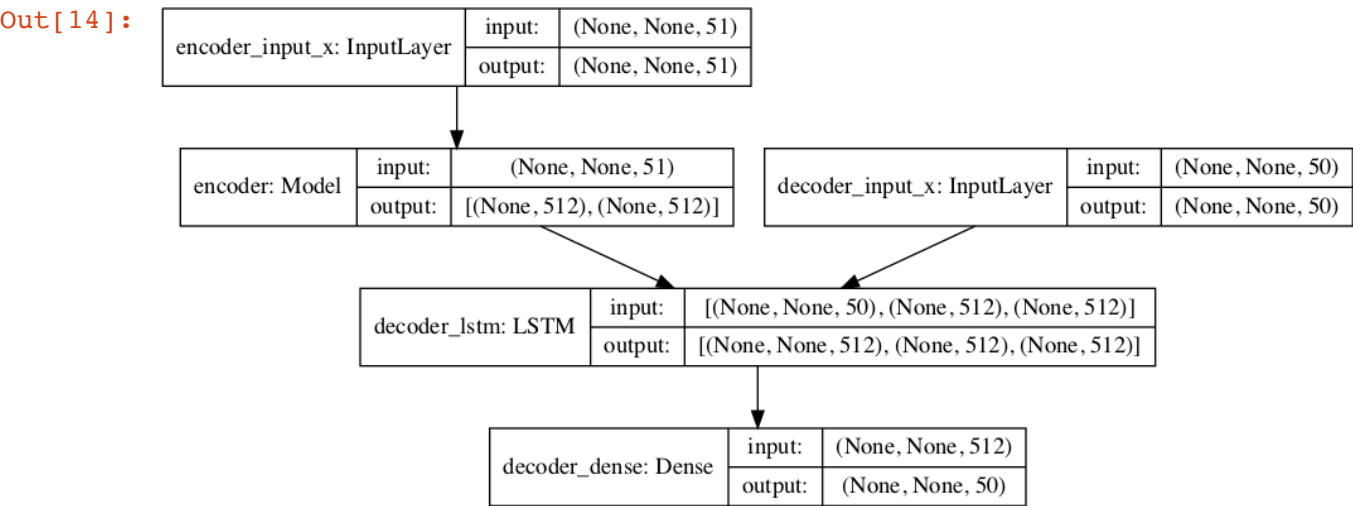 Out[14]:
encoder_input_x: InputLayer
input: (None, None, 51)
output: (None, None, 51)
encoder: Model
input: (None, None, 51)
output: [(None, 512), (None, 512)]
decoder_input_x: InputLayer
input: (None, None, 50)
output: (None, None, 50)
decoder_lstm: LSTM
input: [(None, None, 50), (None, 512), (None, 512)]
output: [(None, None, 512), (None, 512), (None, 512)]
decoder_dense: Dense
input: (None, None, 512)
output: (None, None, 50)